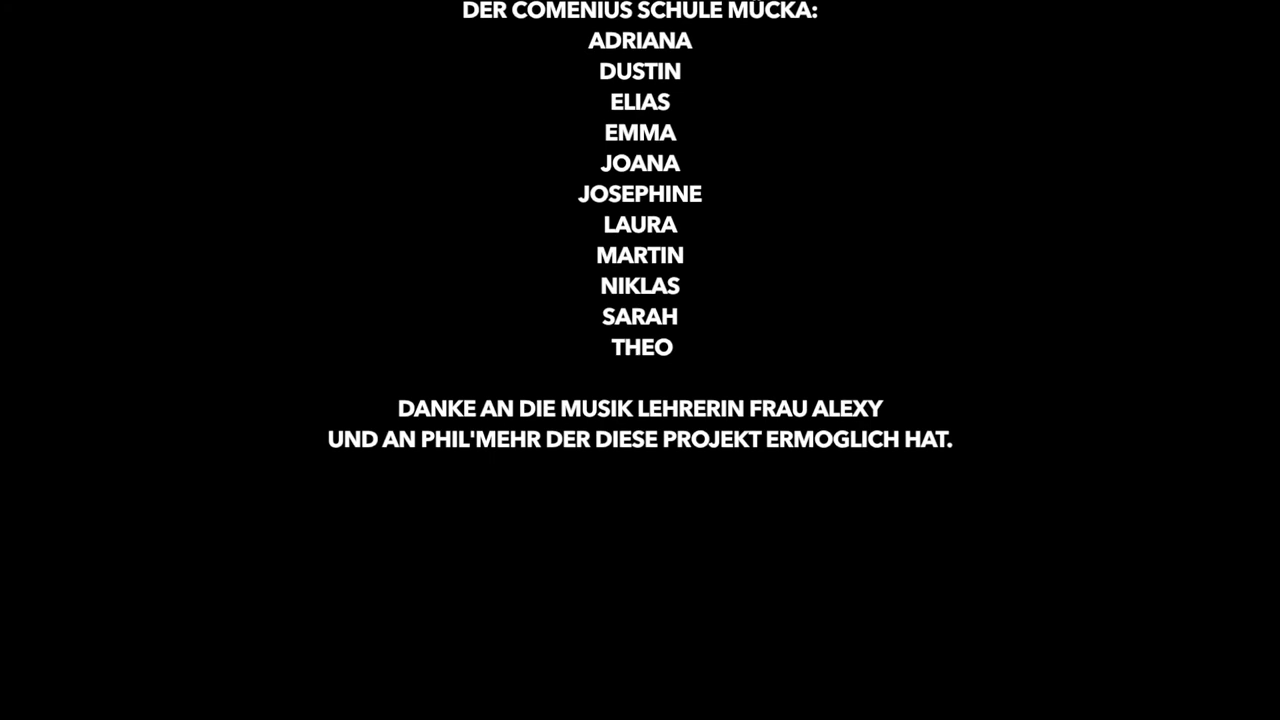 DER COMENIUS SCHULE MÜCKA:
ADRIANA
DUSTIN
ELIAS
EMMA
JOANA
JOSEPHINE
LAURA
MARTIN
NIKLAS
SARAH
THEO
DANKE AN DIE MUSIK LEHRERIN FRAU ALEXY
UND AN PHIL'MEHR DER DIESE PROJEKT ERMOGLICH HAT.